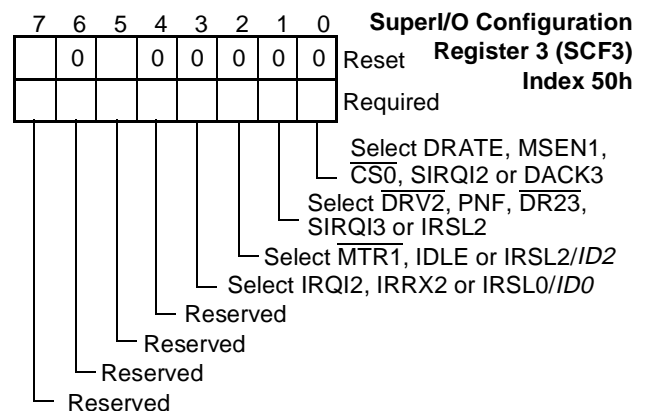 7 6 5 4 3 2 1 0
SuperI/O Configuration
Register 3 (SCF3)
Index 50h
0 0 0 0 0 0 Reset
Required
Select DRATE, MSEN1,
CS0, SIRQI2 or DACK3
Select DRV2, PNF, DR23,
SIRQI3 or IRSL2
Select MTR1, IDLE or IRSL2/ID2
Select IRQI2, IRRX2 or IRSL0/ID0
Reserved
Reserved
Reserved
Reserved